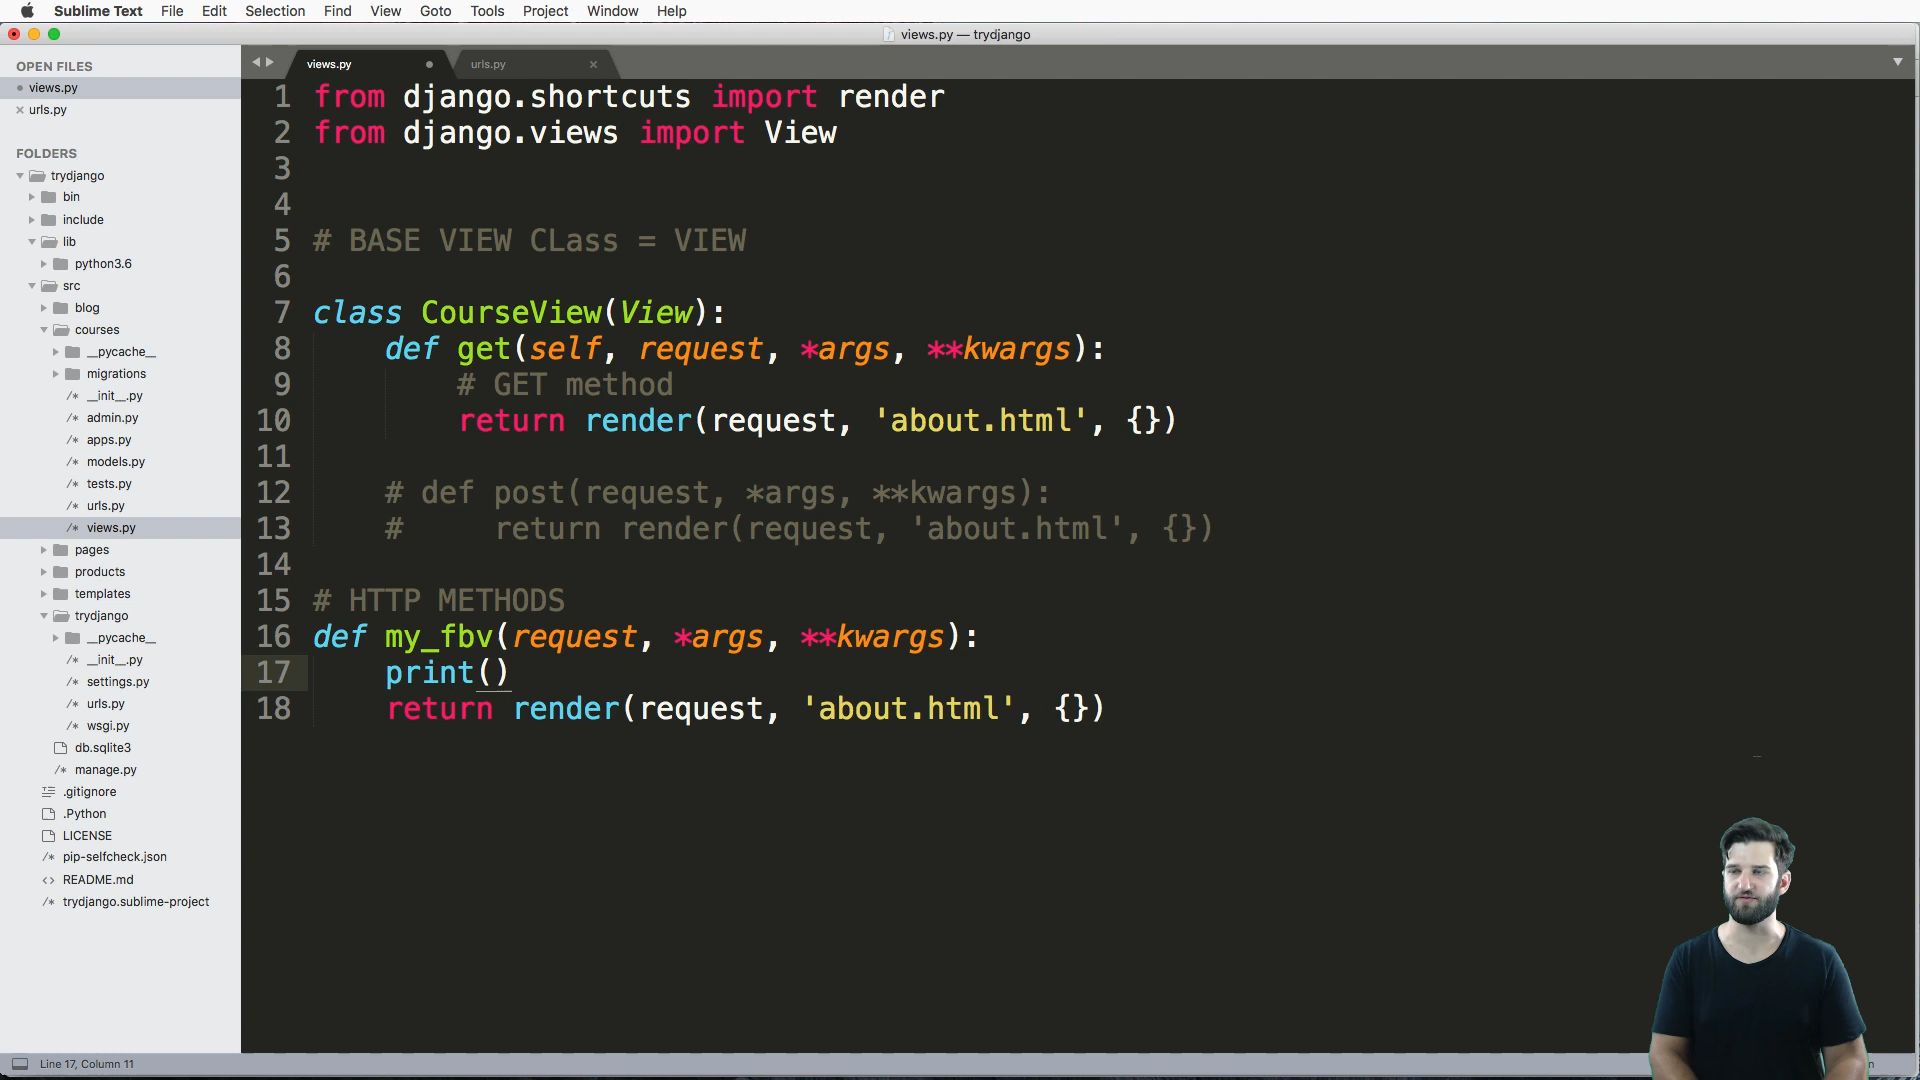 Sublime Text File Edit Selection Find View Goto Tools Project Window Help
views.py — trydjango
OPEN FILES
views.py
urls.py
FOLDERS
trydjango
bin
include
lib
python3.6
src
blog
courses
__pycache__
migrations
__init__.py
admin.py
apps.py
models.py
tests.py
urls.py
views.py
pages
products
templates
trydjango
__pycache__
__init__.py
settings.py
urls.py
wsgi.py
db.sqlite3
manage.py
.gitignore
.Python
LICENSE
pip-selfcheck.json
README.md
trydjango.sublime-project
views.py urls.py
1 from django.shortcuts import render
2 from django.views import View
3
4
5 # BASE VIEW CLass = VIEW
6
7 class CourseView(View):
8     def get(self, request, *args, **kwargs):
9         # GET method
10         return render(request, 'about.html', {})
11
12     # def post(request, *args, **kwargs):
13     #     return render(request, 'about.html', {})
14
15 # HTTP METHODS
16 def my_fbv(request, *args, **kwargs):
17     print()
18     return render(request, 'about.html', {})
Line 17, Column 11